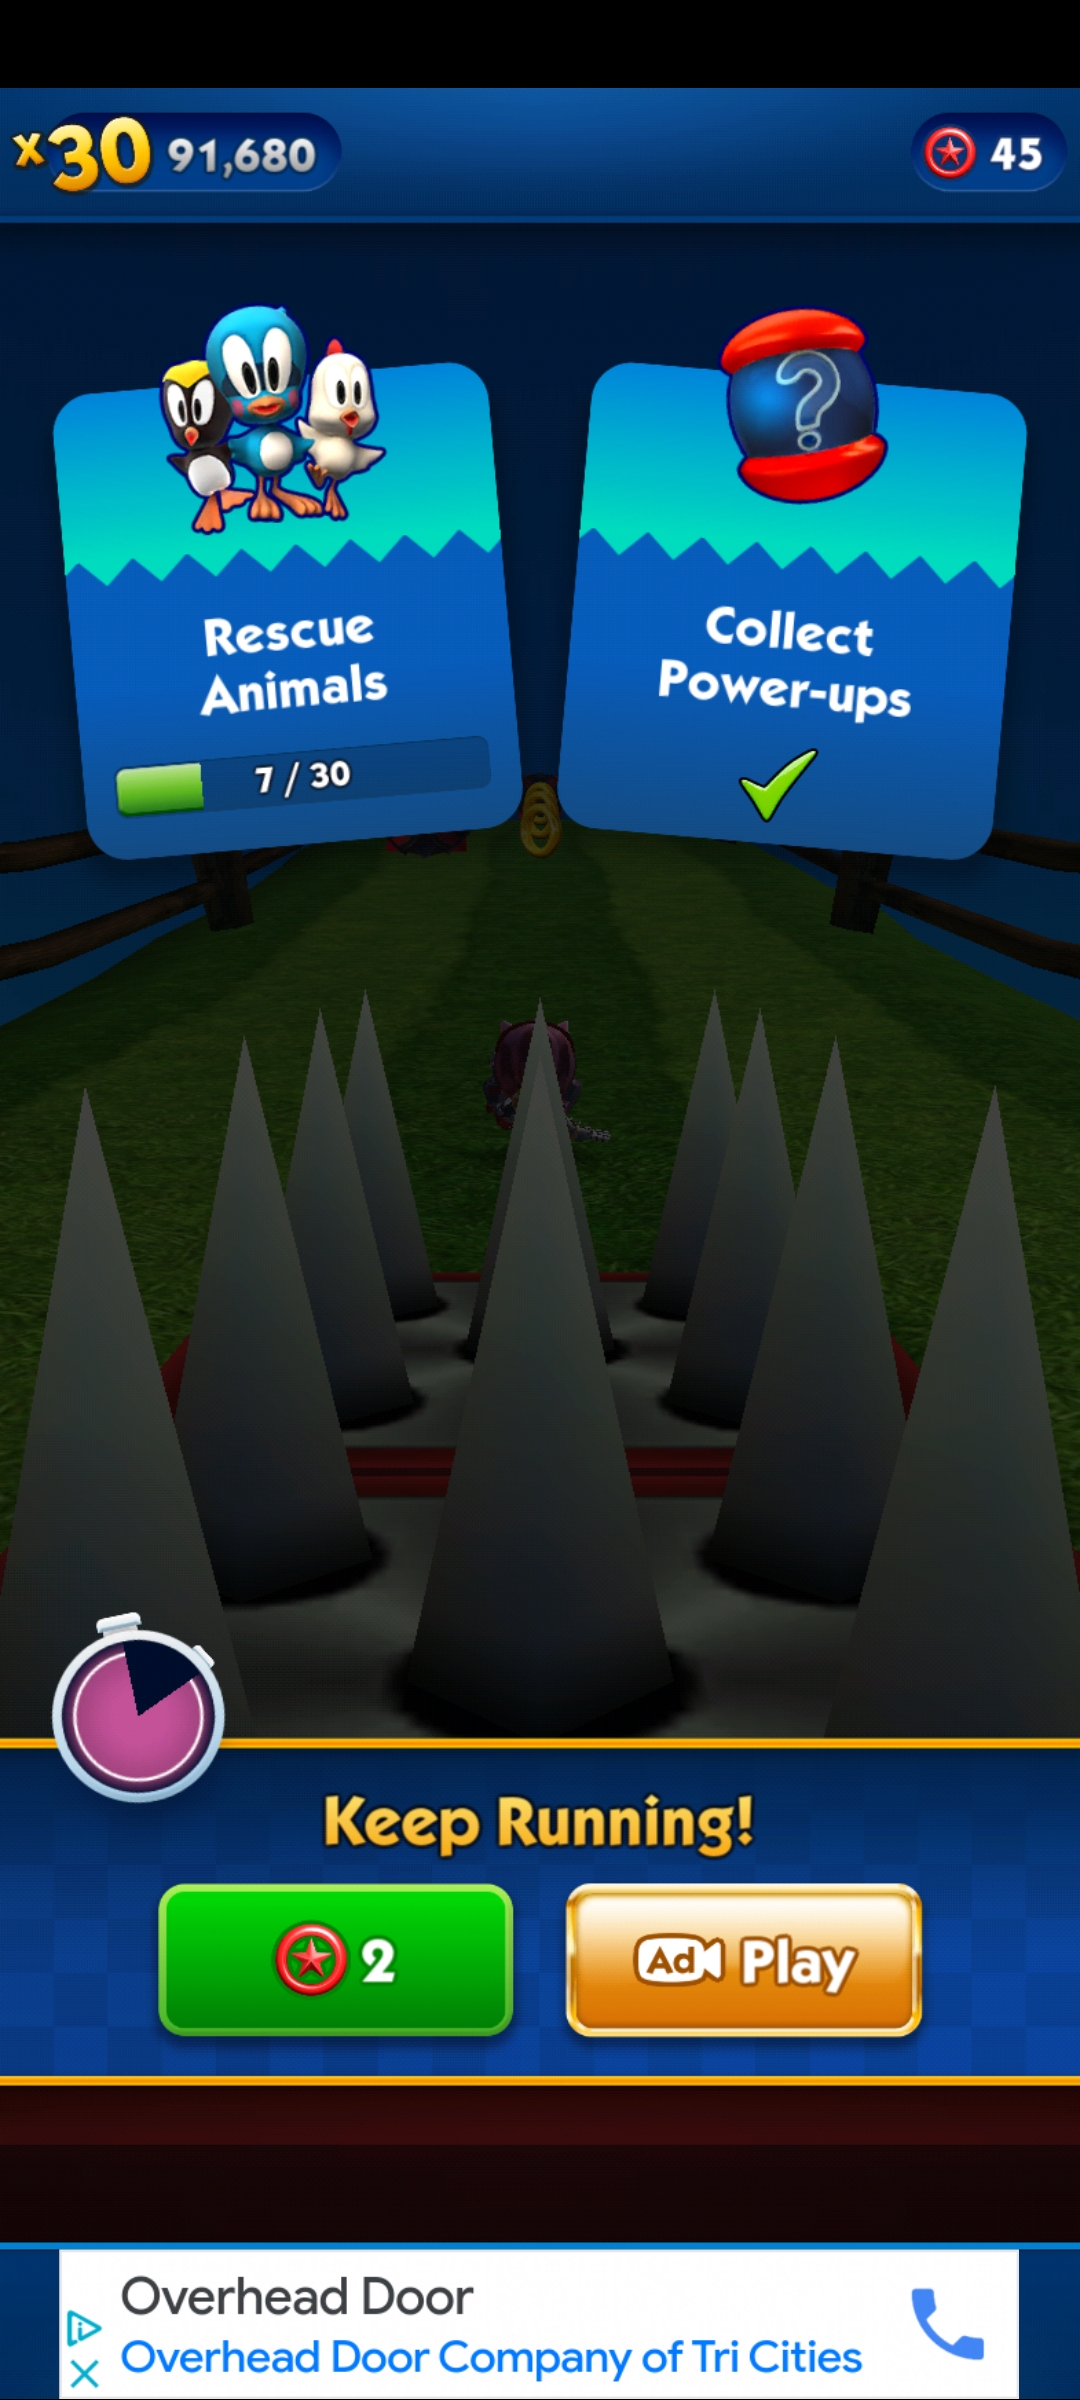 x30 91,680
45
Rescue
Animals
7 / 30
?
Collect
Power-ups
Keep Running!
2
Ad Play
Overhead Door
Overhead Door Company of Tri Cities